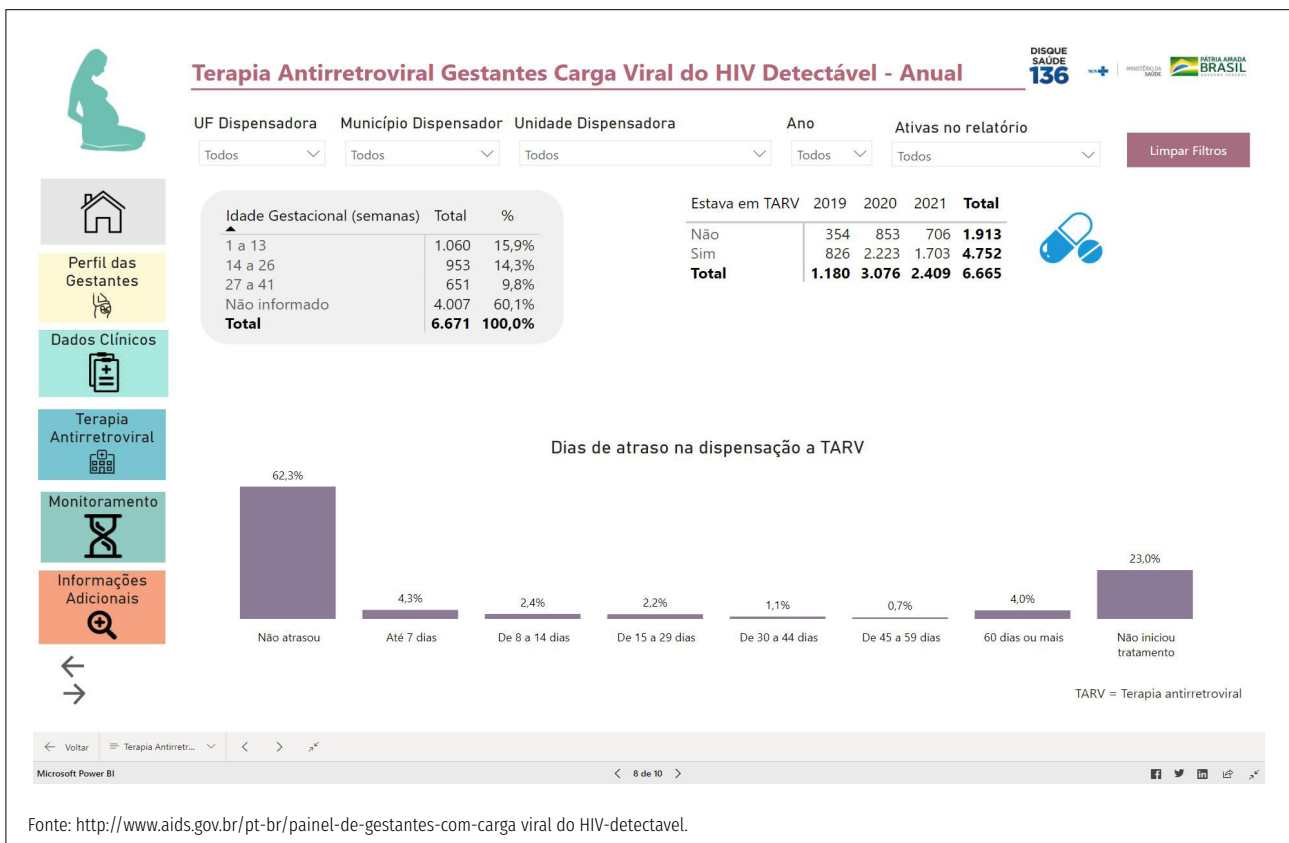 Terapia Antirretroviral Gestantes Carga Viral do HIV Detectável - Anual
DISQUE
SAÚDE
136
SUS
MINISTÉRIO DA
SAÚDE
PÁTRIA AMADA
BRASIL
GOVERNO FEDERAL
UF Dispensadora Município Dispensador Unidade Dispensadora Ano Ativas no relatório
Todos Todos Todos Todos Todos Limpar Filtros
Idade Gestacional (semanas) Total %
1 a 13 1.060 15,9%
14 a 26 953 14,3%
27 a 41 651 9,8%
Não informado 4.007 60,1%
Total 6.671 100,0%
Estava em TARV 2019 2020 2021 Total
Não 354 853 706 1.913
Sim 826 2.223 1.703 4.752
Total 1.180 3.076 2.409 6.665
Perfil das
Gestantes
Dados Clínicos
Terapia
Antirretroviral
Monitoramento
Informações
Adicionais
Dias de atraso na dispensação a TARV
62,3% 4,3% 2,4% 2,2% 1,1% 0,7% 4,0% 23,0%
Não atrasou Até 7 dias De 8 a 14 dias De 15 a 29 dias De 30 a 44 dias De 45 a 59 dias 60 dias ou mais Não iniciou
tratamento
TARV = Terapia antirretroviral
Voltar Terapia Antirretr...
Microsoft Power BI 8 de 10
Fonte: http://www.aids.gov.br/pt-br/painel-de-gestantes-com-carga viral do HIV-detectavel.